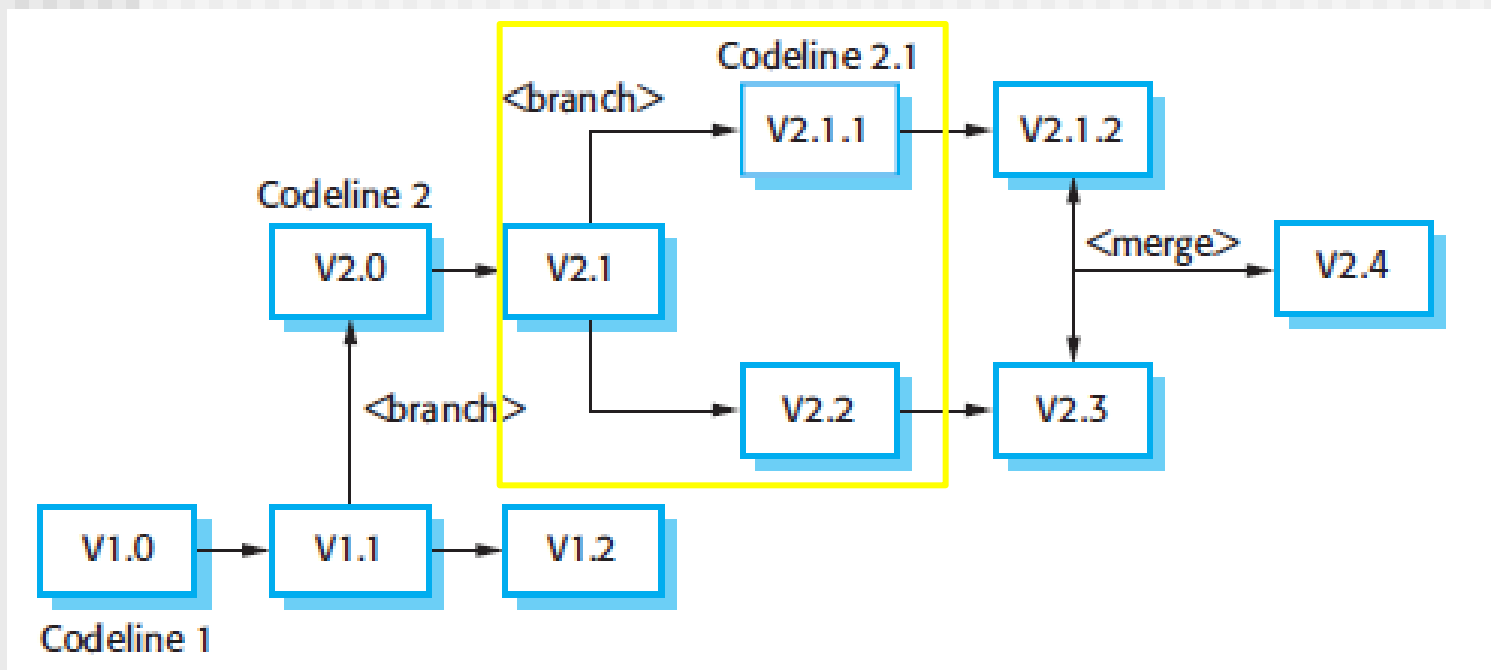 Codeline 2.1
<branch>
V2.1.1
V2.1.2
Codeline 2
V2.0
V2.1
<merge>
V2.4
<branch>
V2.2
V2.3
V1.0
V1.1
V1.2
Codeline 1